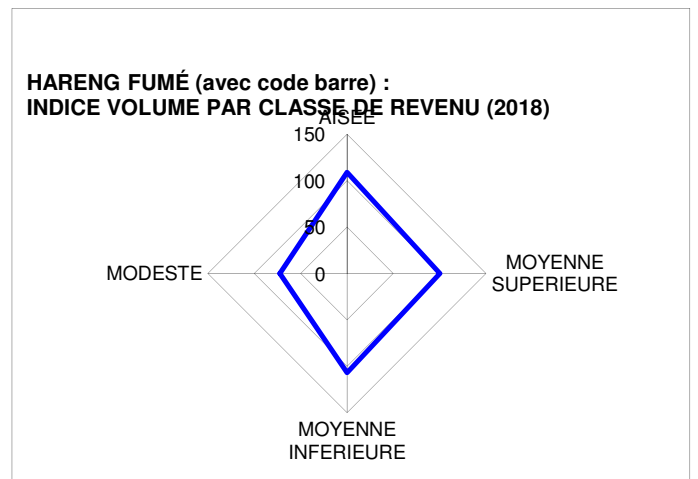 HARENG FUMÉ (avec code barre) :
INDICE VOLUME PAR CLASSE DE REVENU (2018)
AISEE
150
100
50
0
MODESTE
MOYENNE
SUPERIEURE
MOYENNE
INFERIEURE